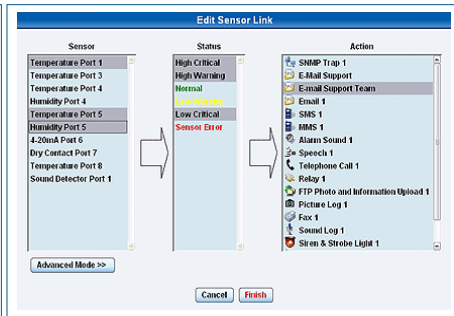 Edit Sensor Link
Sensor
Temperature Port 1
Temperature Port 3
Temperature Port 4
Humidity Port 4
Temperature Port 5
Humidity Port 5
4-20mA Port 6
Dry Contact Port 7
Temperature Port 8
Sound Detector Port 1
Status
High Critical
High Warning
Normal
Low Warning
Low Critical
Sensor Error
Action
SNMP Trap 1
E-Mail Support
E-mail Support Team
Email 1
SMS 1
MMS 1
Alarm Sound 1
Speech 1
Telephone Call 1
Relay 1
FTP Photo and Information Upload 1
Picture Log 1
Fax 1
Sound Log 1
Siren & Strobe Light 1
Advanced Mode >>
Cancel
Finish